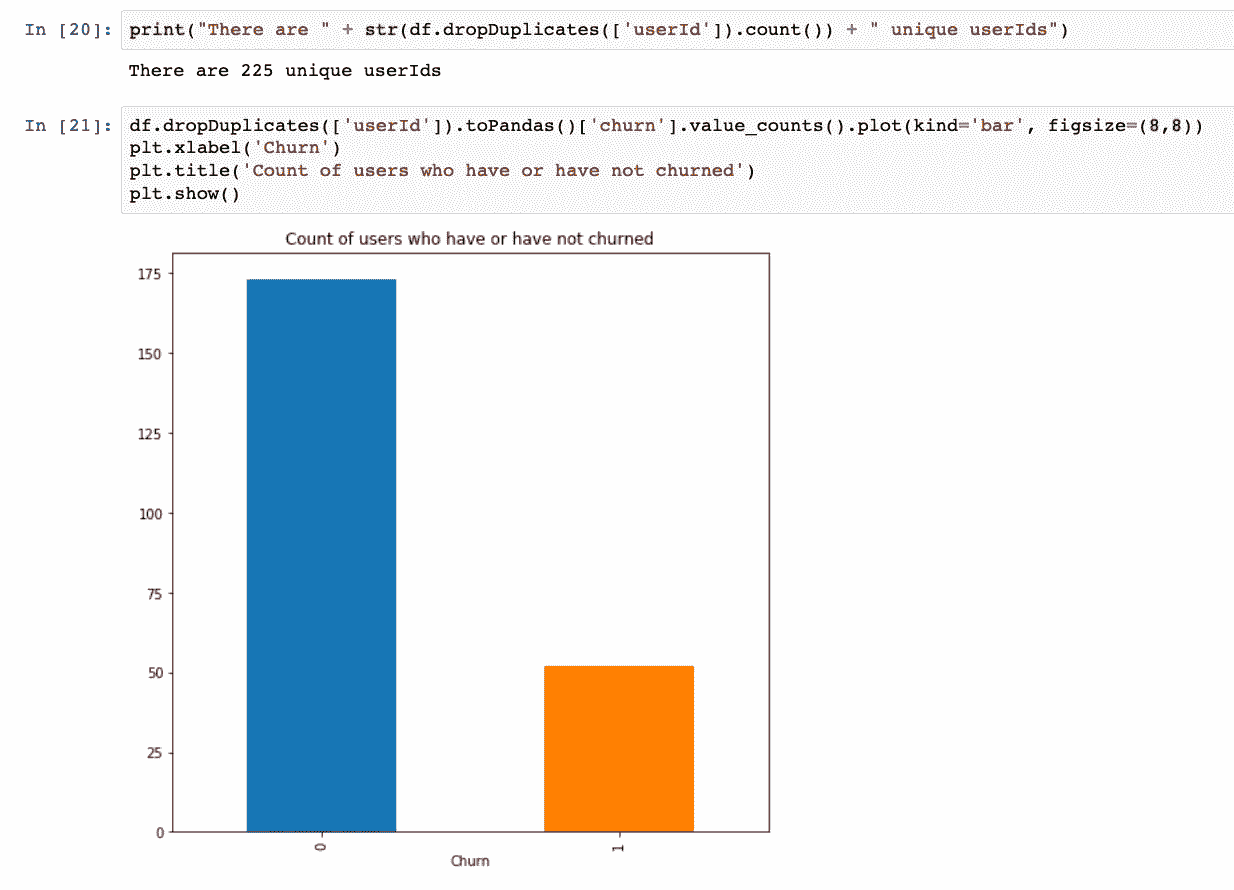 In [20]: print("There are " + str(df.dropDuplicates(['userId']).count()) + " unique userIds")
There are 225 unique userIds
In [21]: df.dropDuplicates(['userId']).toPandas()['churn'].value_counts().plot(kind='bar', figsize=(8,8))
plt.xlabel('Churn')
plt.title('Count of users who have or have not churned')
plt.show()
Count of users who have or have not churned
175
150
125
100
75
50
25
0
0 1
Churn